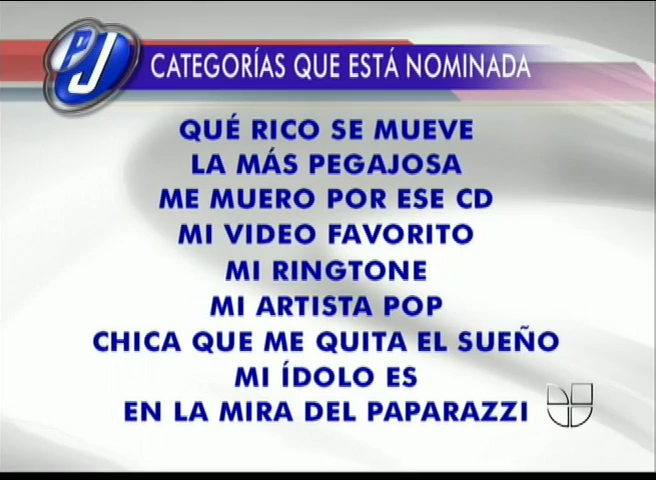 PJ
CATEGORÍAS QUE ESTÁ NOMINADA
QUÉ RICO SE MUEVE
LA MÁS PEGAJOSA
ME MUERO POR ESE CD
MI VIDEO FAVORITO
MI RINGTONE
MI ARTISTA POP
CHICA QUE ME QUITA EL SUEÑO
MI ÍDOLO ES
EN LA MIRA DEL PAPARAZZI